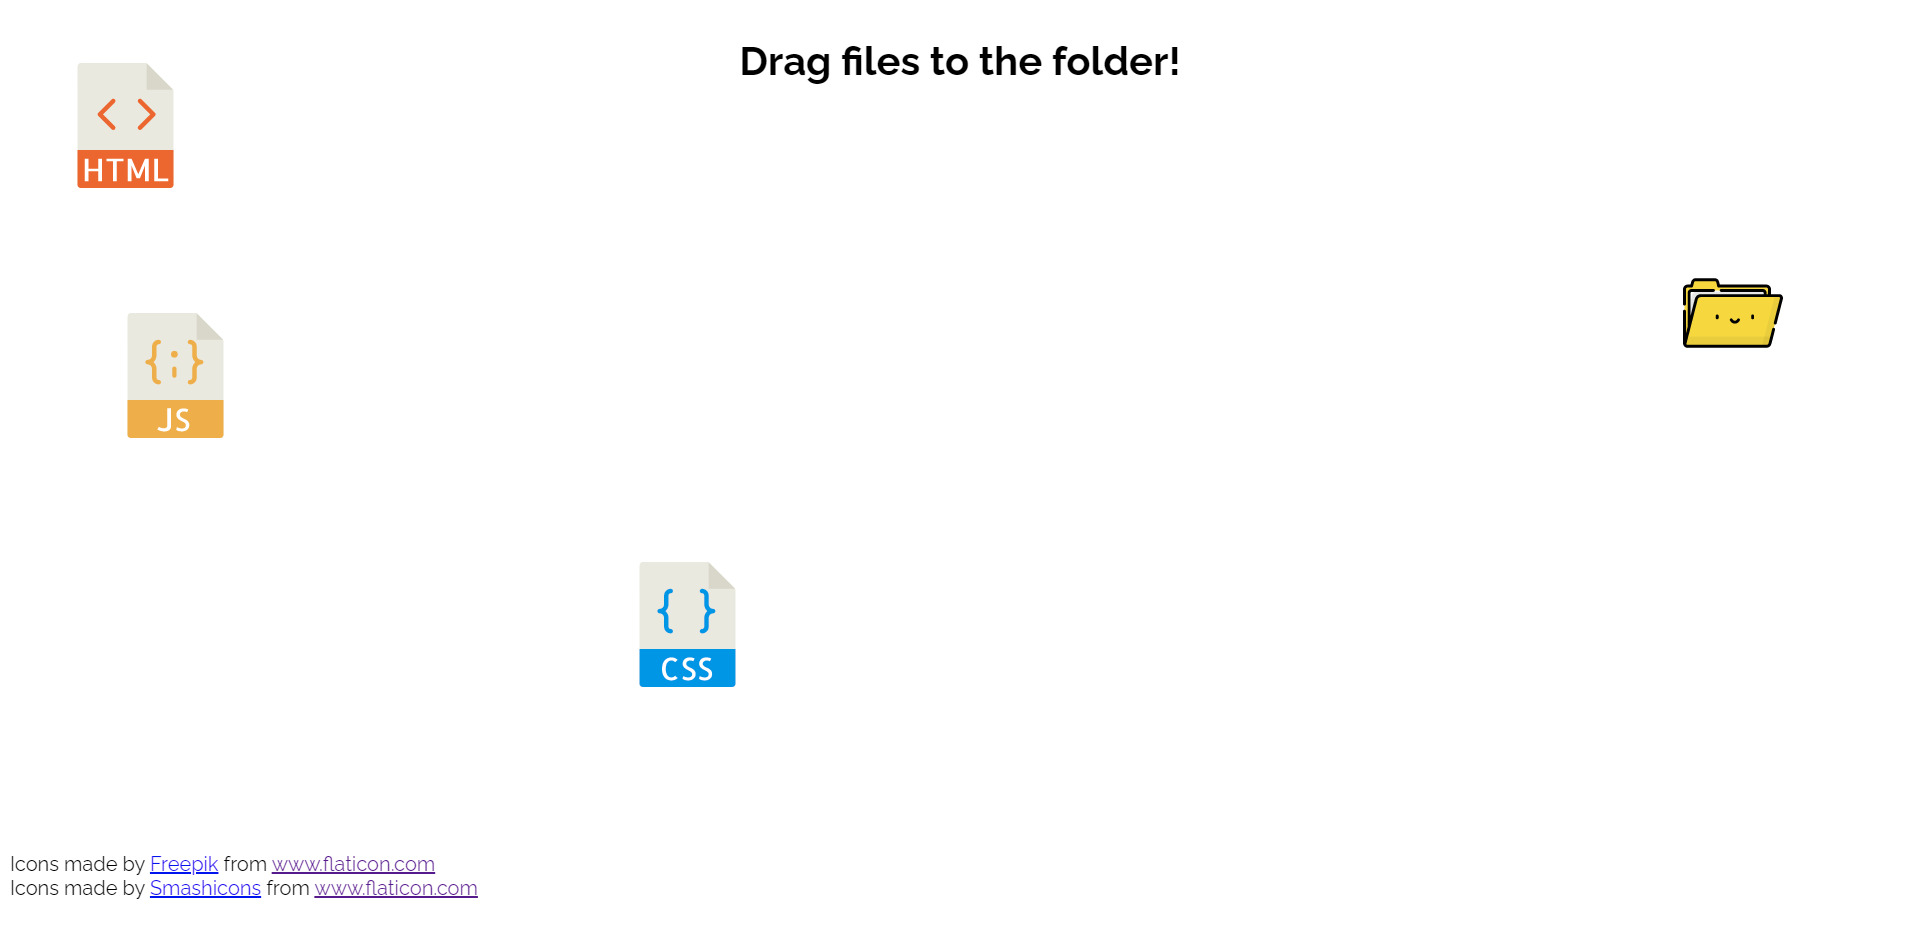 Drag files to the folder!
HTML
JS
CSS
Icons made by Freepik from www.flaticon.com
Icons made by Smashicons from www.flaticon.com